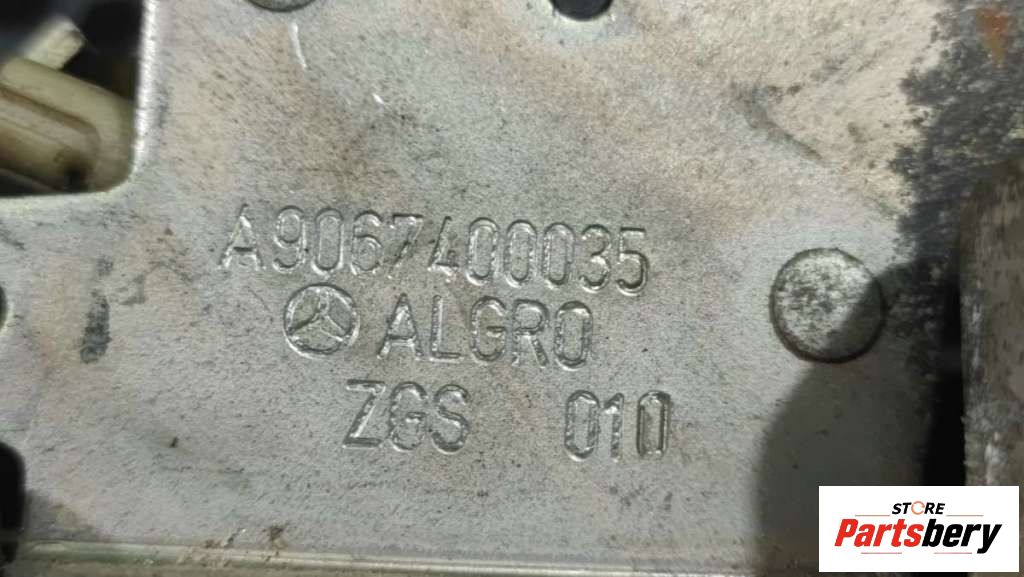 A9067400035
ALGRO
ZGS 010
STORE
Partsbery